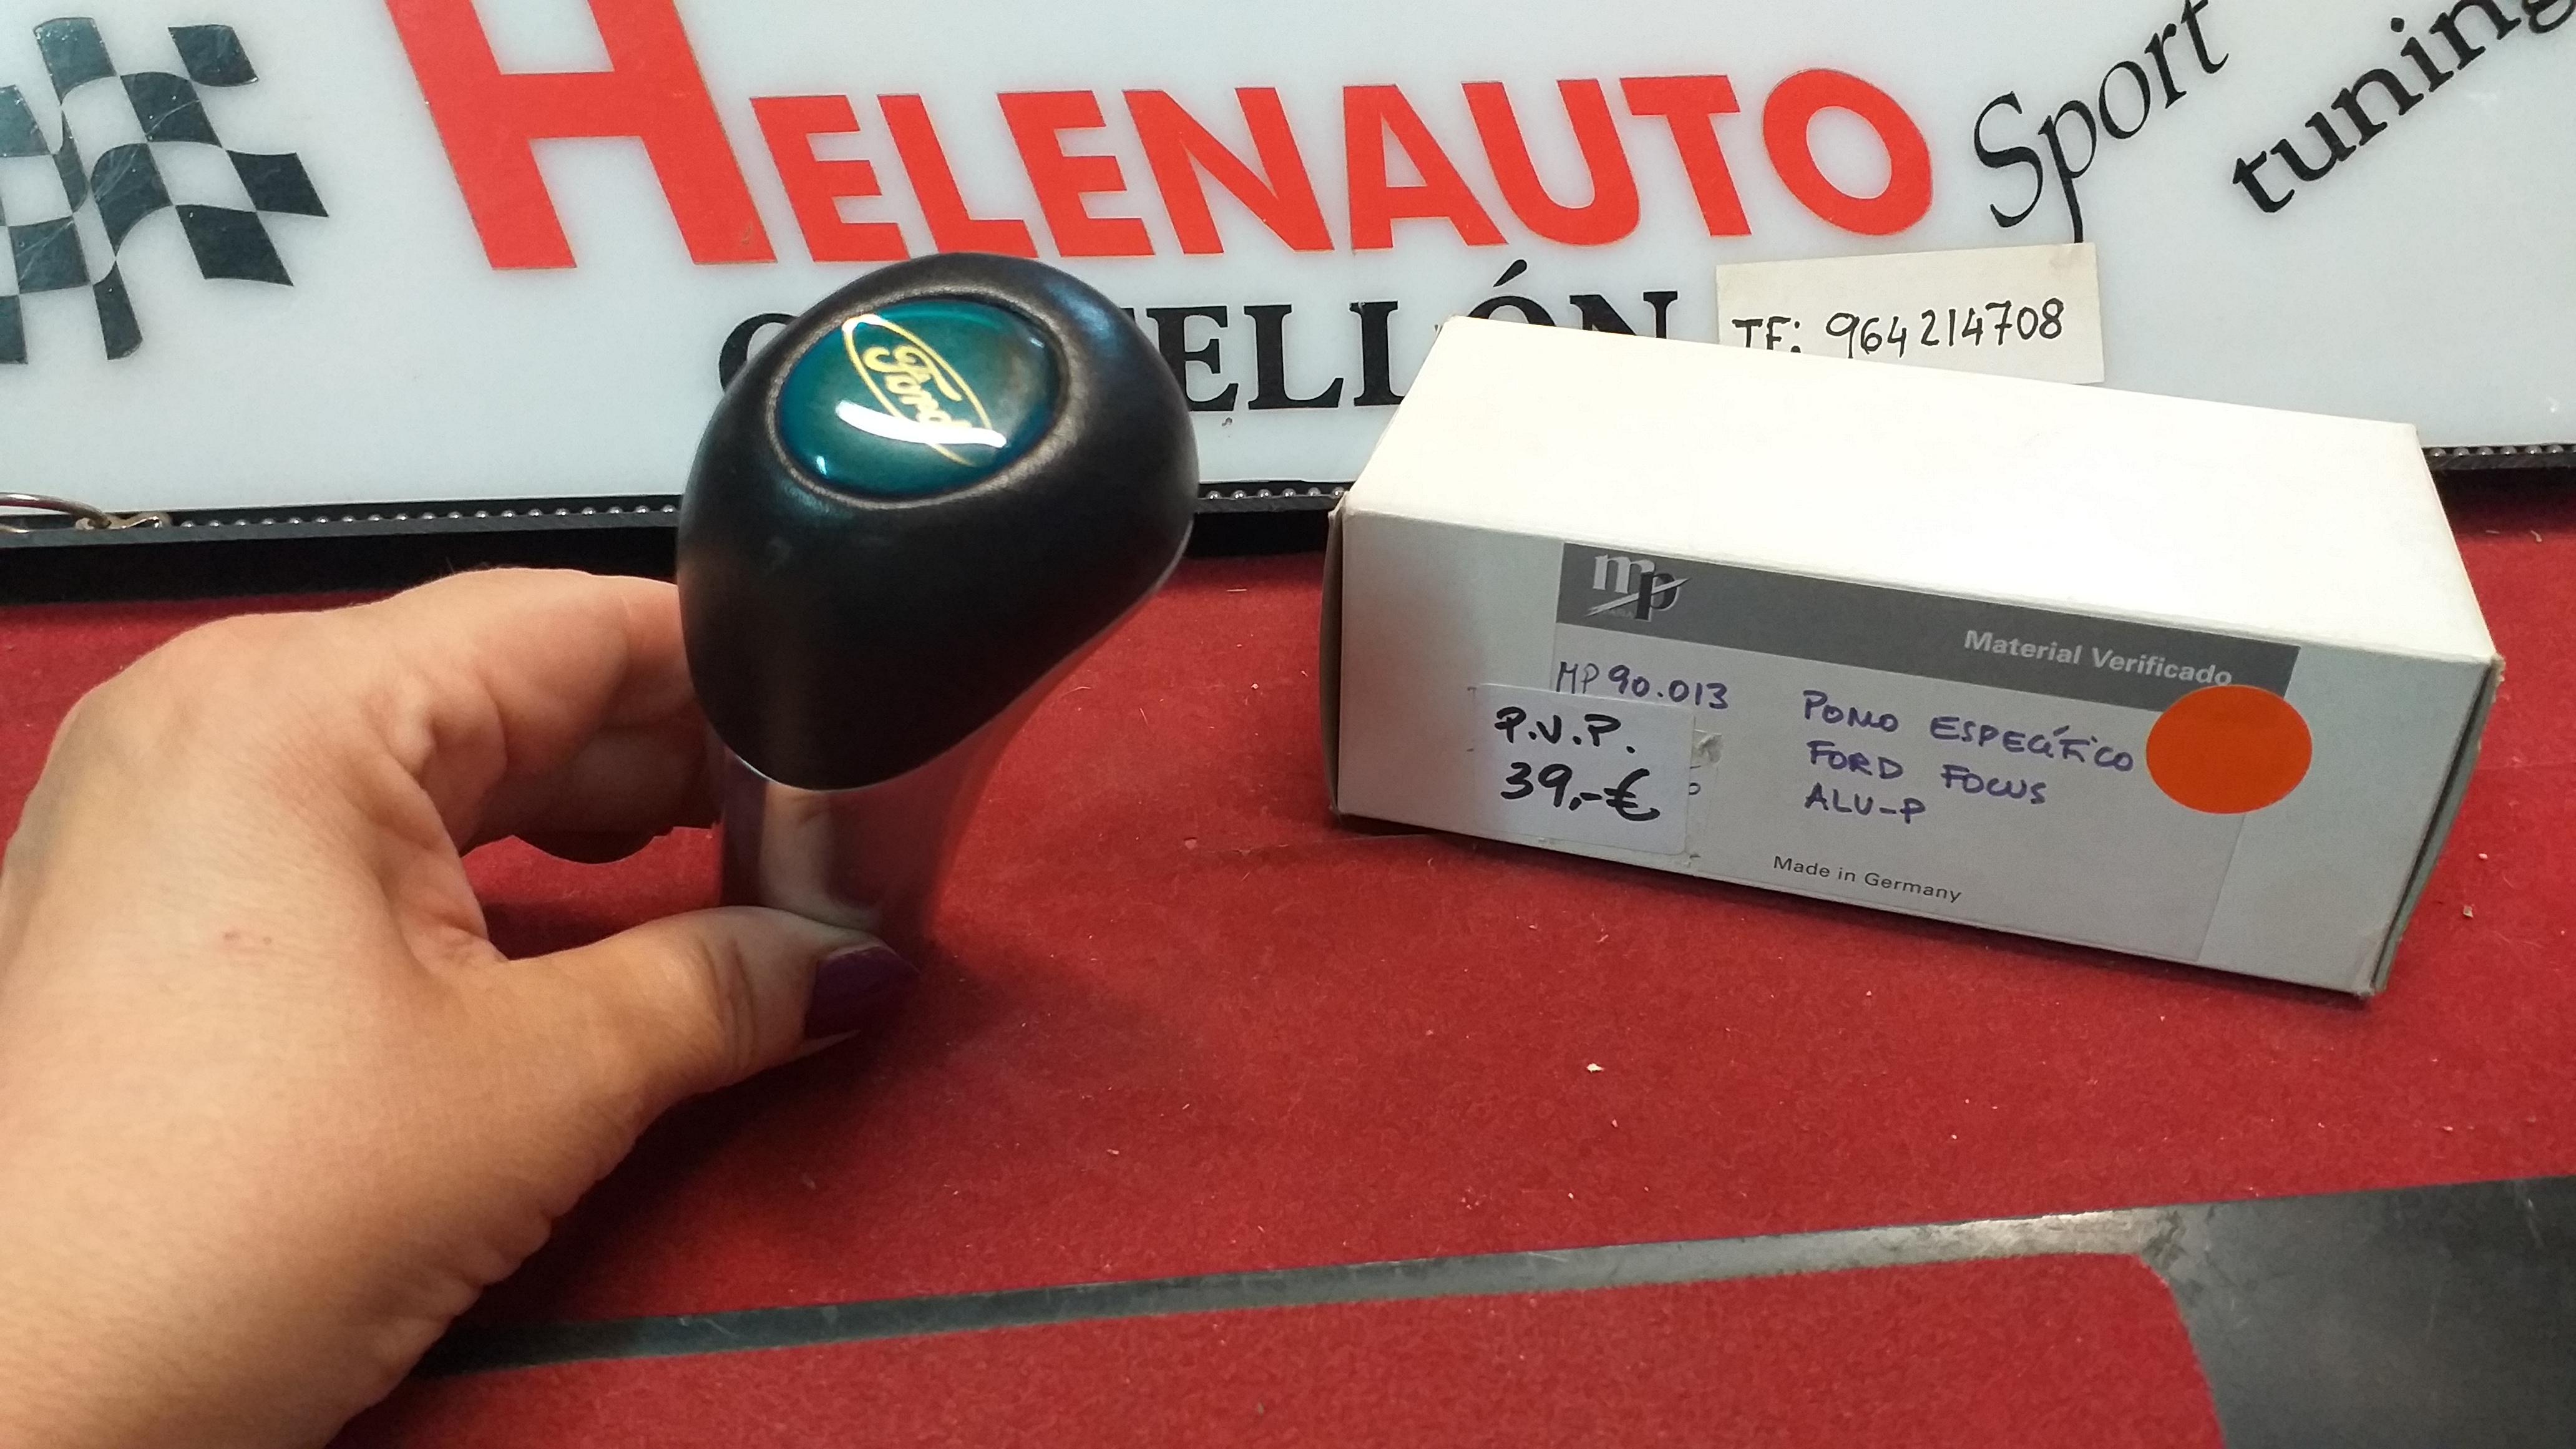 HELENAUTO Sport tuning
TF: 964214708
Ford
mp
Material Verificado
MP 90.013
POMO ESPECÍFICO
FORD FOCUS
ALU-P
P.V.P.
39,-€
Made in Germany